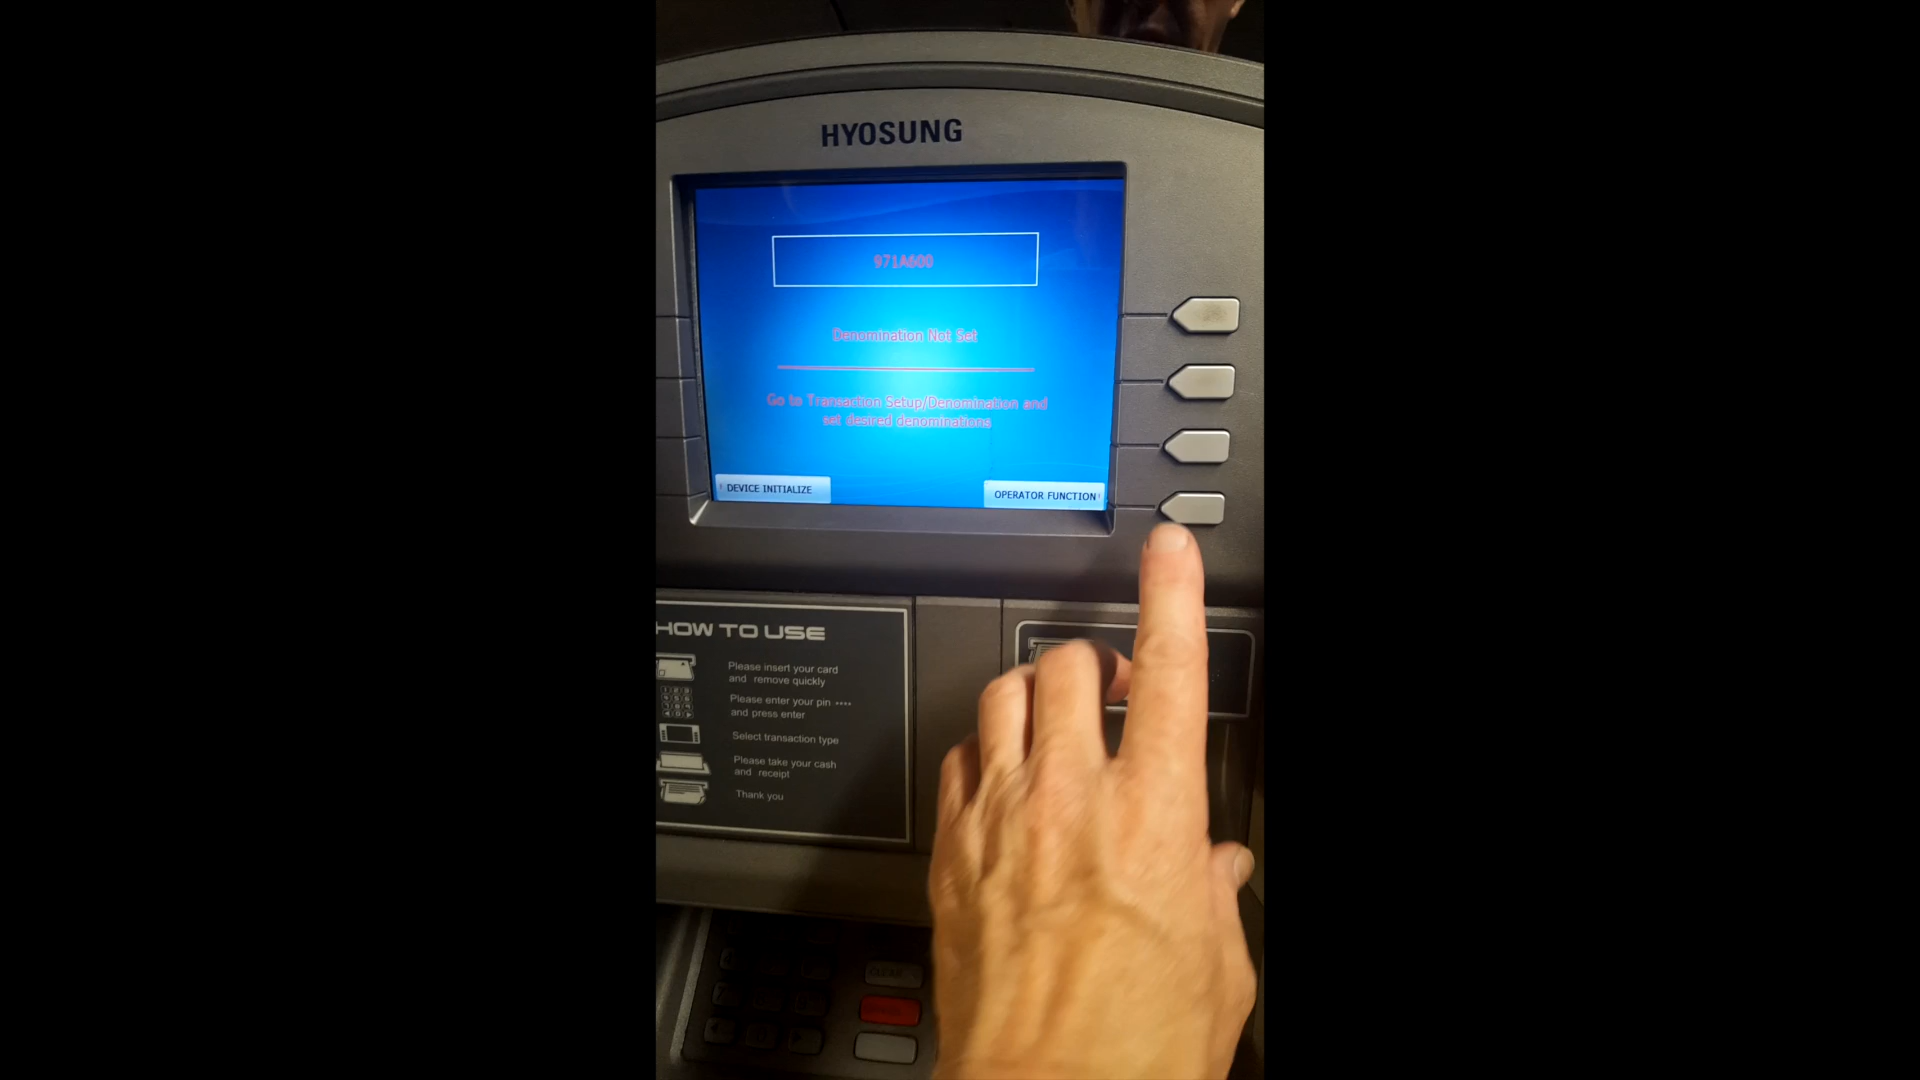 HYOSUNG
971A600
Denomination Not Set
Go to Transaction Setup/Denomination and
set desired denominations
DEVICE INITIALIZE
OPERATOR FUNCTION
HOW TO USE
Please insert your card
and remove quickly
Please enter your pin ····
and press enter
Select transaction type
Please take your cash
and receipt
Thank you
CLEAR